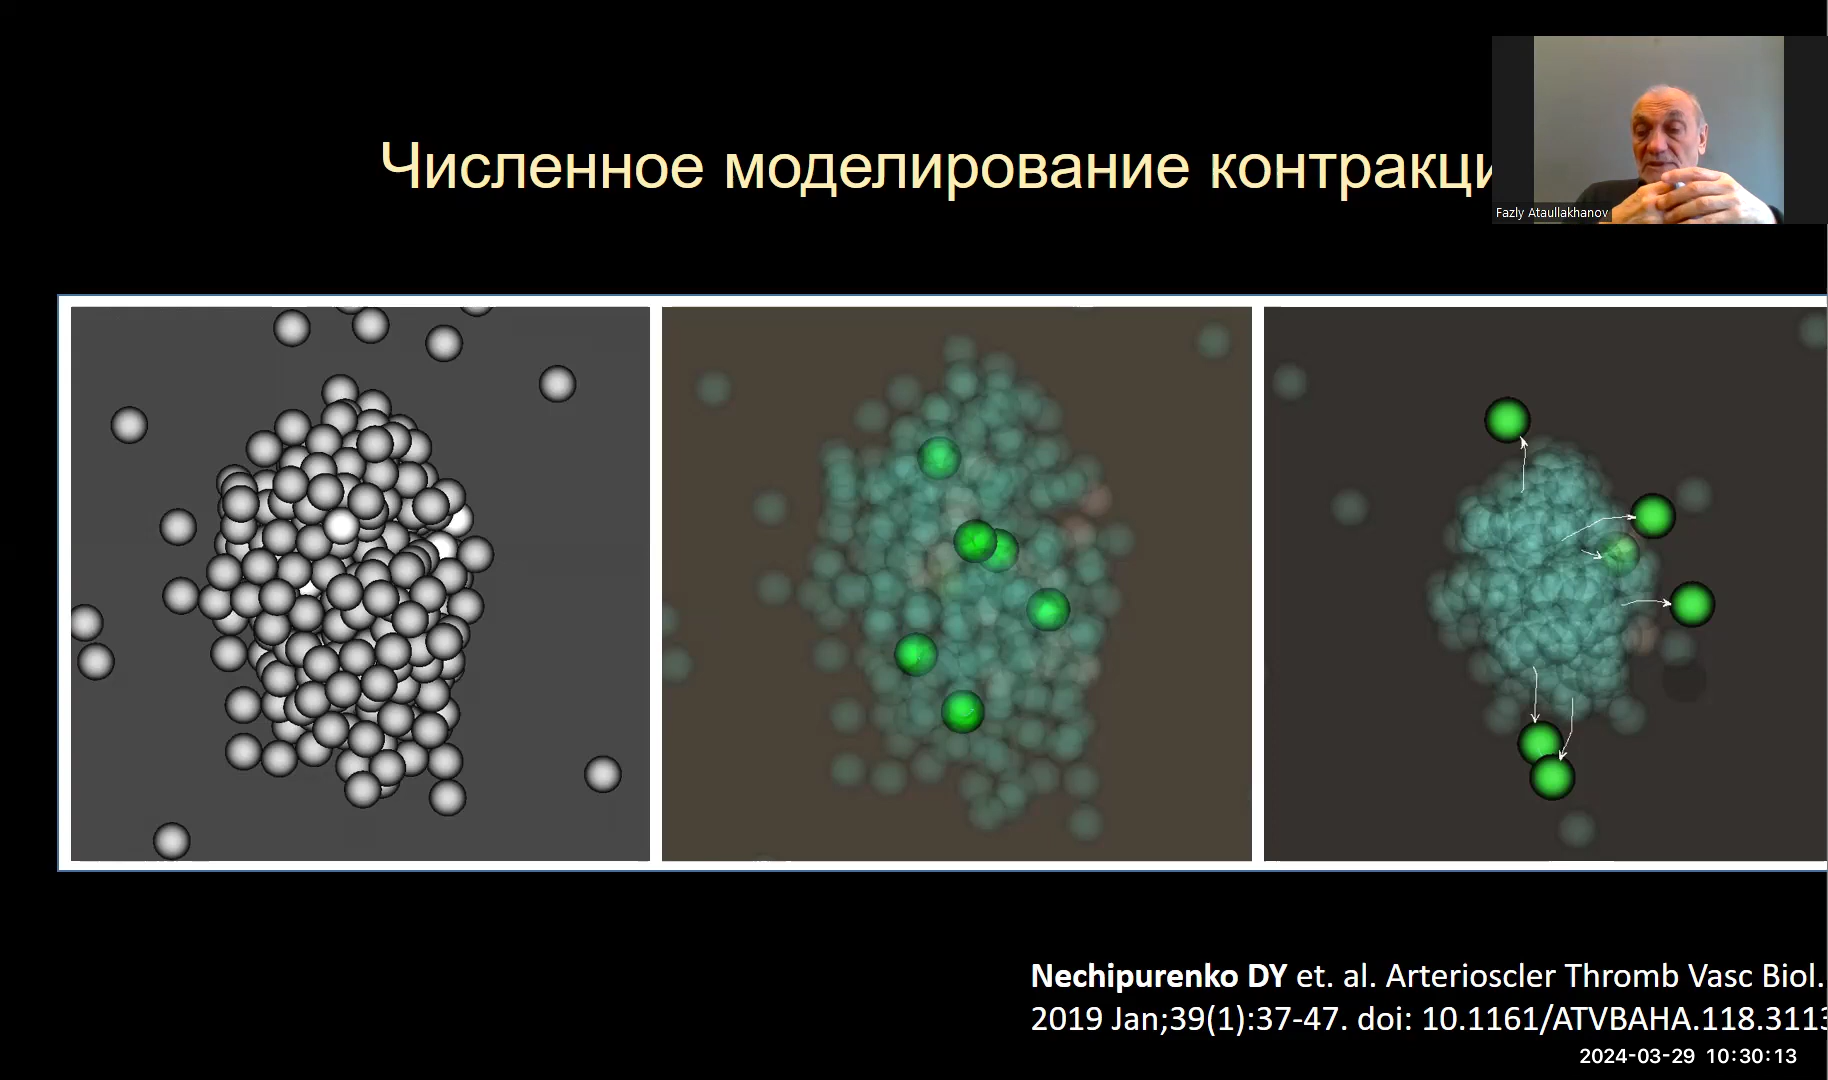 Численное моделирование контракци
Fazly Ataullakhanov
Nechipurenko DY et. al. Arterioscler Thromb Vasc Biol.
2019 Jan;39(1):37-47. doi: 10.1161/ATVBAHA.118.3113
2024-03-29 10:30:13